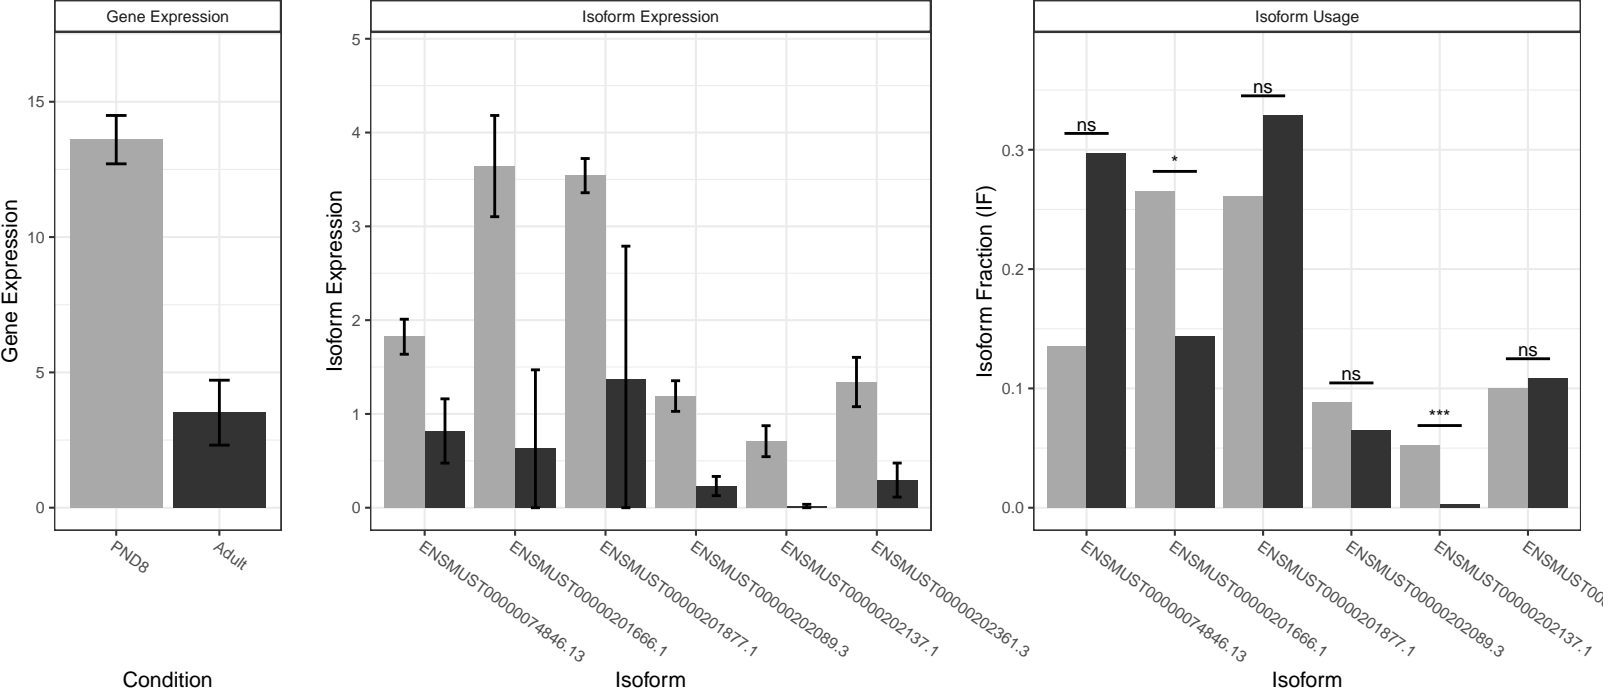 Gene Expression
Isoform Expression
Isoform Usage
Gene Expression
15
10
5
0
PND8
Adult
Condition
Isoform Expression
5
4
3
2
1
0
ENSMUST00000074846.13
ENSMUST00000201666.1
ENSMUST00000201877.1
ENSMUST00000202089.3
ENSMUST00000202137.1
ENSMUST00000202361.3
Isoform
Isoform Fraction (IF)
0.3
0.2
0.1
0.0
ns
*
ns
ns
***
ns
ENSMUST00000074846.13
ENSMUST00000201666.1
ENSMUST00000201877.1
ENSMUST00000202089.3
ENSMUST00000202137.1
Isoform